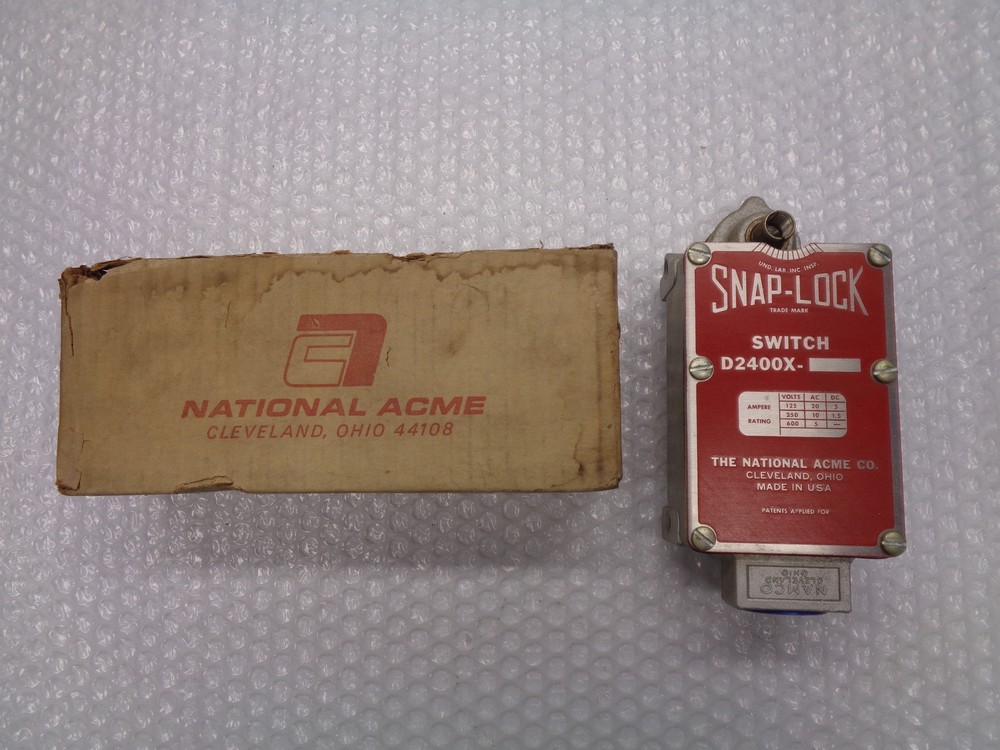 NATIONAL ACME
CLEVELAND, OHIO 44108
UND. LAB. INC. INSP.
SNAP-LOCK
TRADE MARK
SWITCH
D2400X-
VOLTS AC DC
AMPERE RATING
125 20 3
250 10 1.5
600 5 —
THE NATIONAL ACME CO.
CLEVELAND, OHIO
MADE IN USA
PATENTS APPLIED FOR
NAMCO
CLEVELAND
OHIO